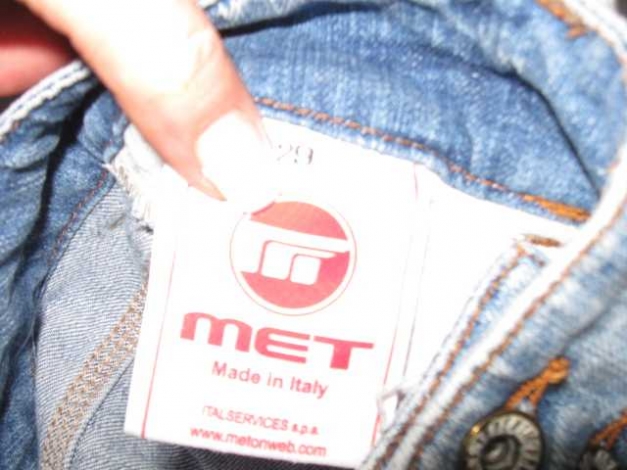 29
MET
Made in Italy
ITALSERVICES s.p.a.
www.metonweb.com